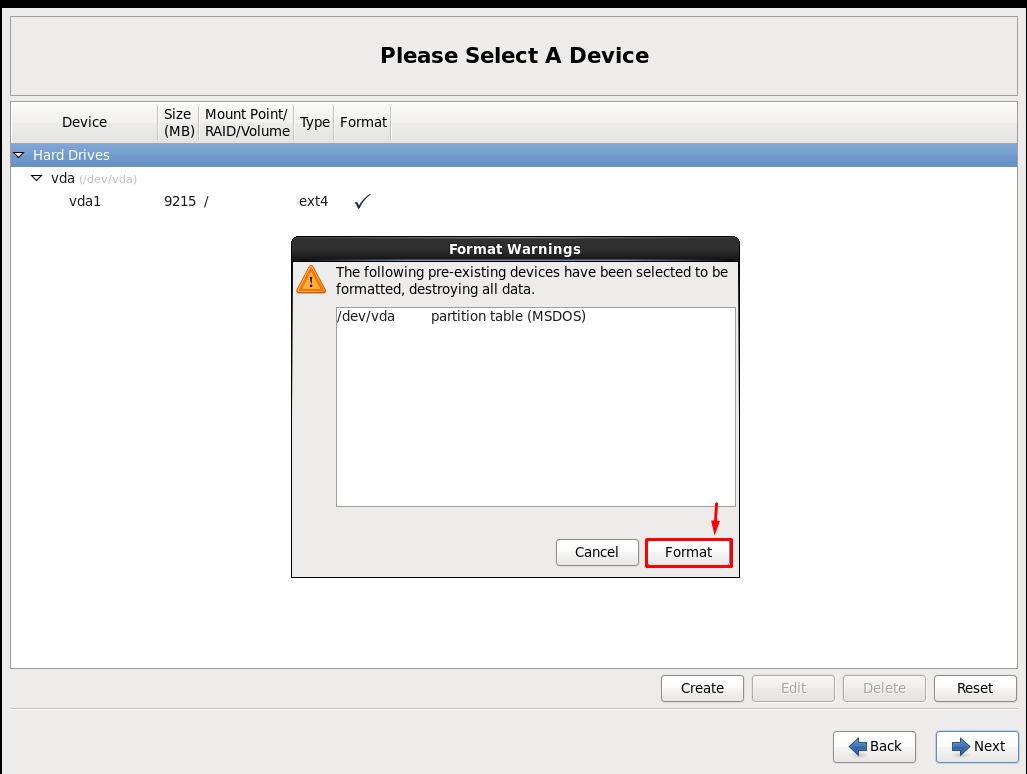 Please Select A Device
Device
Size
(MB)
Mount Point/
RAID/Volume
Type
Format
Hard Drives
vda (/dev/vda)
vda1 9215 / ext4
Format Warnings
The following pre-existing devices have been selected to be
formatted, destroying all data.
/dev/vda partition table (MSDOS)
Cancel Format
Create Edit Delete Reset
Back Next